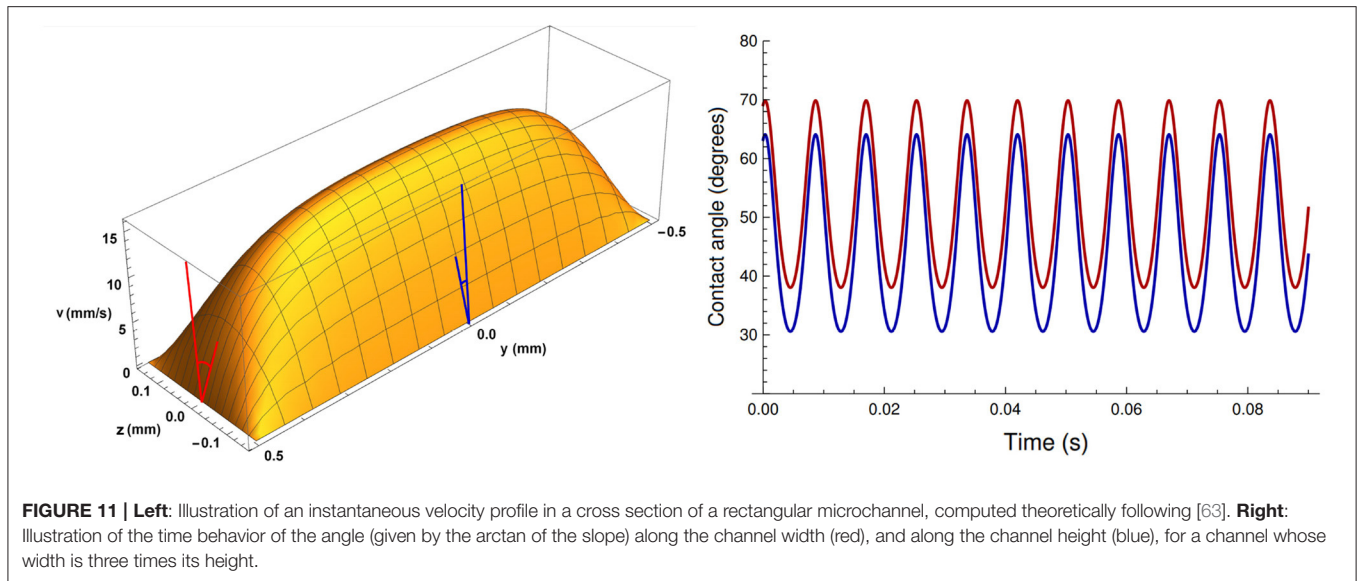 15
10
v (mm/s)
5
0
0.1
0.0
z (mm)
−0.1
0.5
0.0
y (mm)
−0.5
80
70
60
50
40
30
Contact angle (degrees)
0.00 0.02 0.04 0.06 0.08
Time (s)
FIGURE 11 | Left: Illustration of an instantaneous velocity profile in a cross section of a rectangular microchannel, computed theoretically following [63]. Right:
Illustration of the time behavior of the angle (given by the arctan of the slope) along the channel width (red), and along the channel height (blue), for a channel whose
width is three times its height.